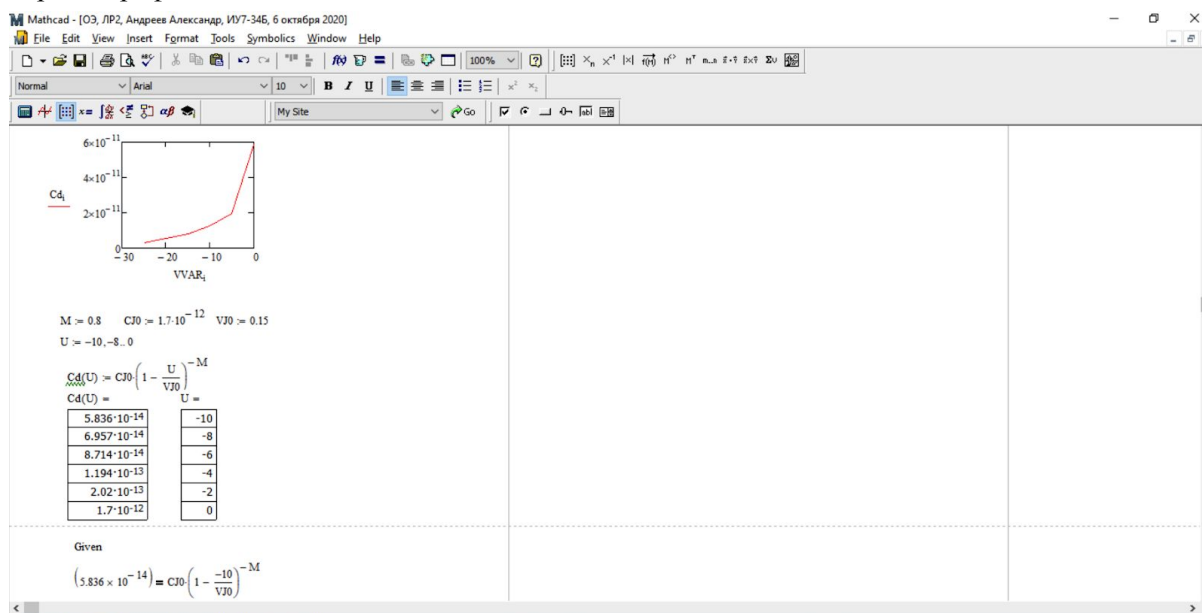 Mathcad - [ОЭ, ЛР2, Андреев Александр, ИУ7-34Б, 6 октября 2020]
File Edit View Insert Format Tools Symbolics Window Help
100%
Normal Arial 10 B I U
My Site Go
6×10^-11
4×10^-11
Cd_i
2×10^-11
0
-30 -20 -10 0
VVAR_i
M := 0.8 CJ0 := 1.7·10^-12 VJ0 := 0.15
U := -10,-8.. 0
Cd(U) := CJ0·(1 - U/VJ0)^-M
Cd(U) = U =
5.836·10^-14 -10
6.957·10^-14 -8
8.714·10^-14 -6
1.194·10^-13 -4
2.02·10^-13 -2
1.7·10^-12 0
Given
(5.836 × 10^-14) = CJ0·(1 - -10/VJ0)^-M